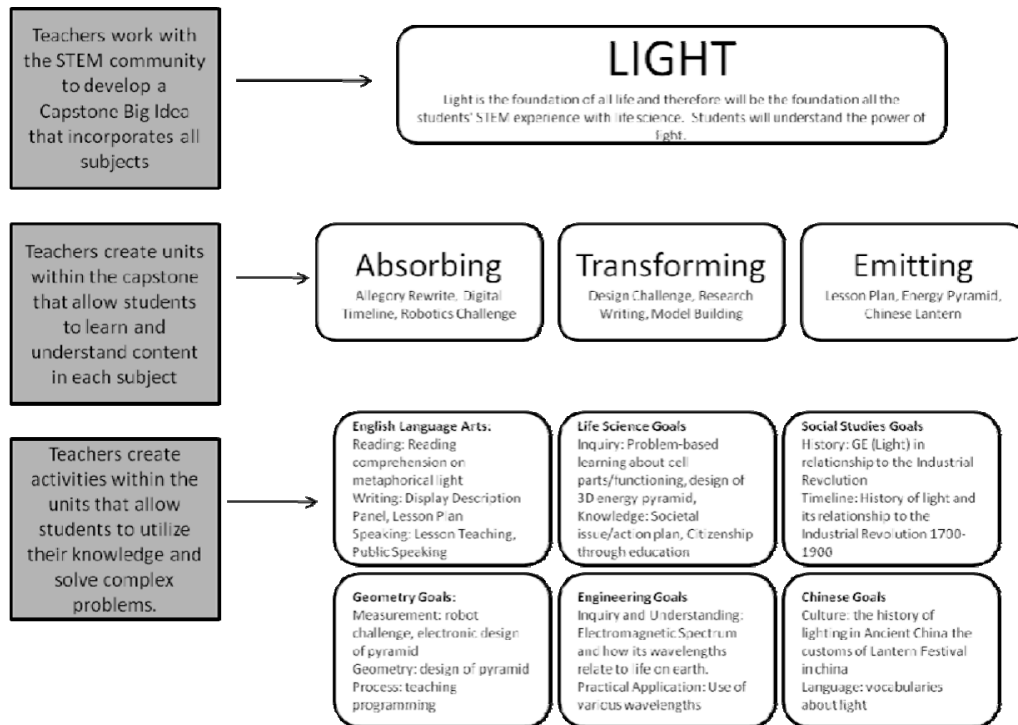 Teachers work with
the STEM community
to develop a
Capstone Big Idea
that incorporates all
subjects
LIGHT
Light is the foundation of all life and therefore will be the foundation all the
students' STEM experience with life science. Students will understand the power of
light.
Teachers create units
within the capstone
that allow students
to learn and
understand content
in each subject
Absorbing
Allegory Rewrite, Digital
Timeline, Robotics Challenge
Transforming
Design Challenge, Research
Writing, Model Building
Emitting
Lesson Plan, Energy Pyramid,
Chinese Lantern
Teachers create
activities within the
units that allow
students to utilize
their knowledge and
solve complex
problems.
English Language Arts:
Reading: Reading
comprehension on
metaphorical light
Writing: Display Description
Panel, Lesson Plan
Speaking: Lesson Teaching,
Public Speaking
Life Science Goals
Inquiry: Problem-based
learning about cell
parts/functioning, design of
3D energy pyramid,
Knowledge: Societal
issue/action plan, Citizenship
through education
Social Studies Goals
History: GE (Light) in
relationship to the Industrial
Revolution
Timeline: History of light and
its relationship to the
Industrial Revolution 1700-
1900
Geometry Goals:
Measurement: robot
challenge, electronic design
of pyramid
Geometry: design of pyramid
Process: teaching
programming
Engineering Goals
Inquiry and Understanding:
Electromagnetic Spectrum
and how its wavelengths
relate to life on earth.
Practical Application: Use of
various wavelengths
Chinese Goals
Culture: the history of
lighting in Ancient China the
customs of Lantern Festival
in china
Language: vocabularies
about light